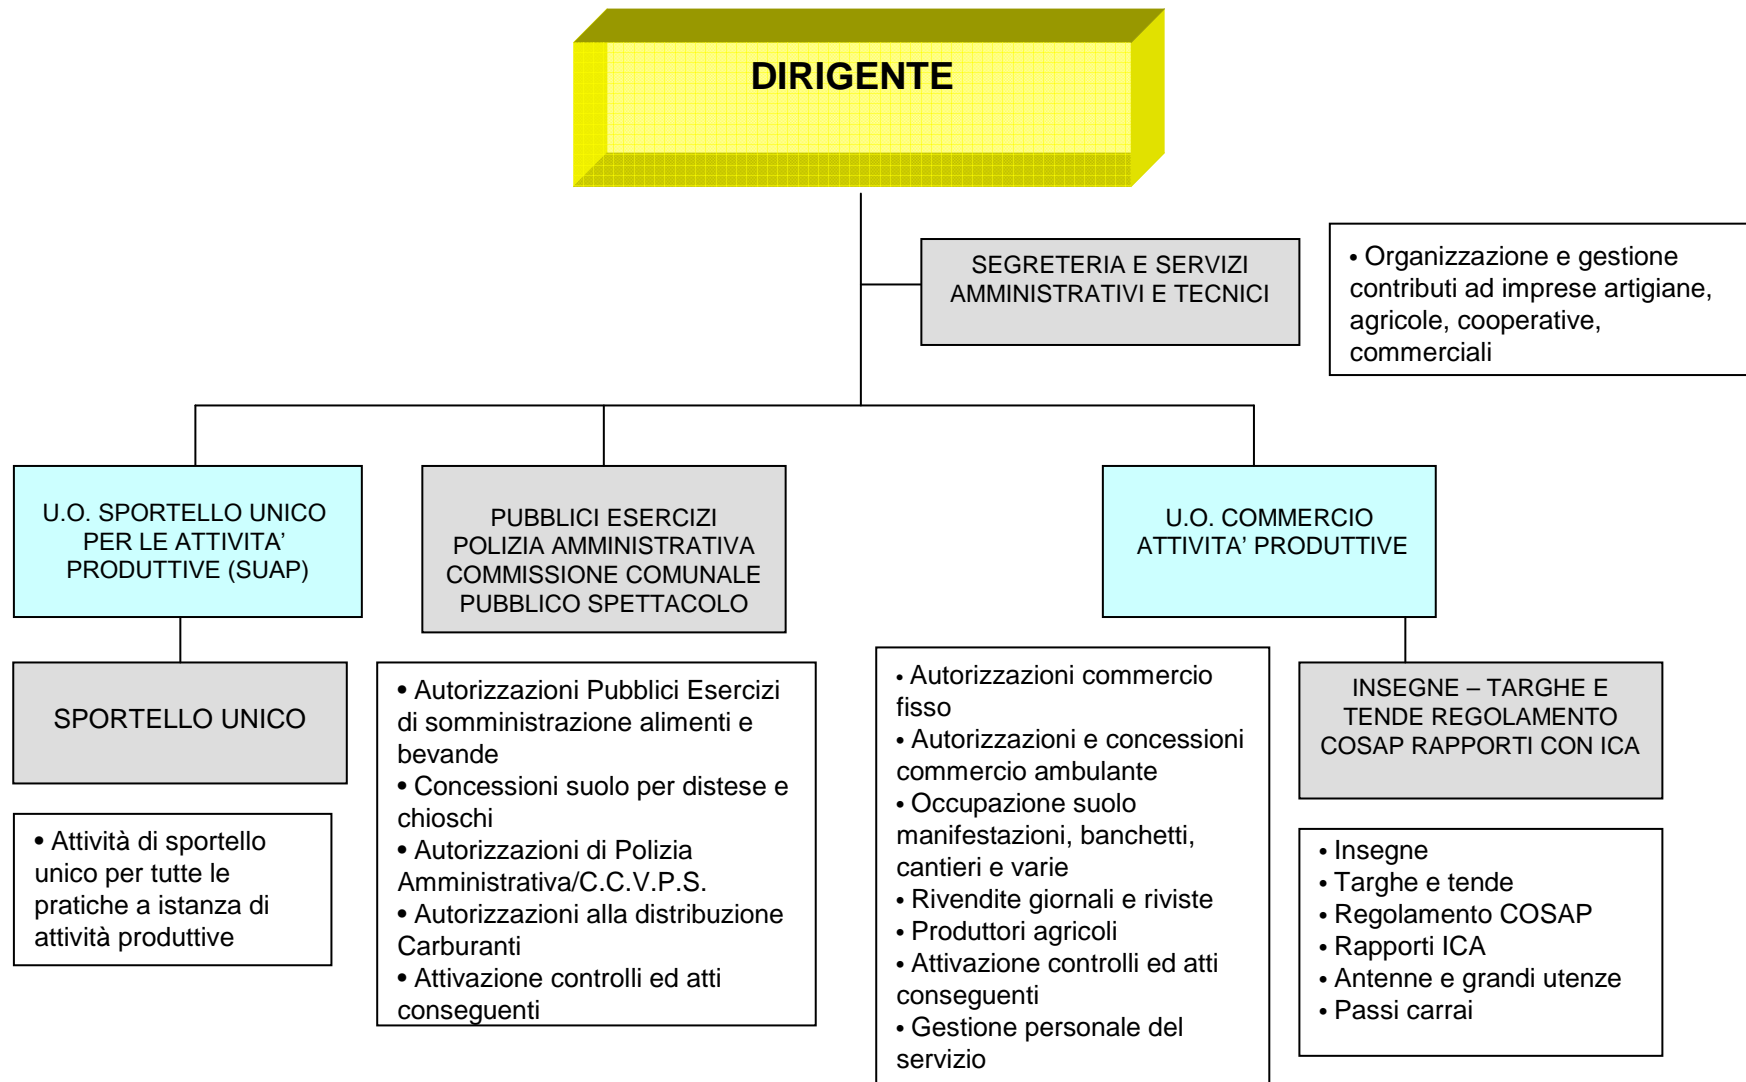 DIRIGENTE
SEGRETERIA E SERVIZI
AMMINISTRATIVI E TECNICI
• Organizzazione e gestione
contributi ad imprese artigiane,
agricole, cooperative,
commerciali
U.O. SPORTELLO UNICO
PER LE ATTIVITA’
PRODUTTIVE (SUAP)
PUBBLICI ESERCIZI
POLIZIA AMMINISTRATIVA
COMMISSIONE COMUNALE
PUBBLICO SPETTACOLO
U.O. COMMERCIO
ATTIVITA’ PRODUTTIVE
SPORTELLO UNICO
• Attività di sportello
unico per tutte le
pratiche a istanza di
attività produttive
• Autorizzazioni Pubblici Esercizi
di somministrazione alimenti e
bevande
• Concessioni suolo per distese e
chioschi
• Autorizzazioni di Polizia
Amministrativa/C.C.V.P.S.
• Autorizzazioni alla distribuzione
Carburanti
• Attivazione controlli ed atti
conseguenti
• Autorizzazioni commercio
fisso
• Autorizzazioni e concessioni
commercio ambulante
• Occupazione suolo
manifestazioni, banchetti,
cantieri e varie
• Rivendite giornali e riviste
• Produttori agricoli
• Attivazione controlli ed atti
conseguenti
• Gestione personale del
servizio
INSEGNE – TARGHE E
TENDE REGOLAMENTO
COSAP RAPPORTI CON ICA
• Insegne
• Targhe e tende
• Regolamento COSAP
• Rapporti ICA
• Antenne e grandi utenze
• Passi carrai